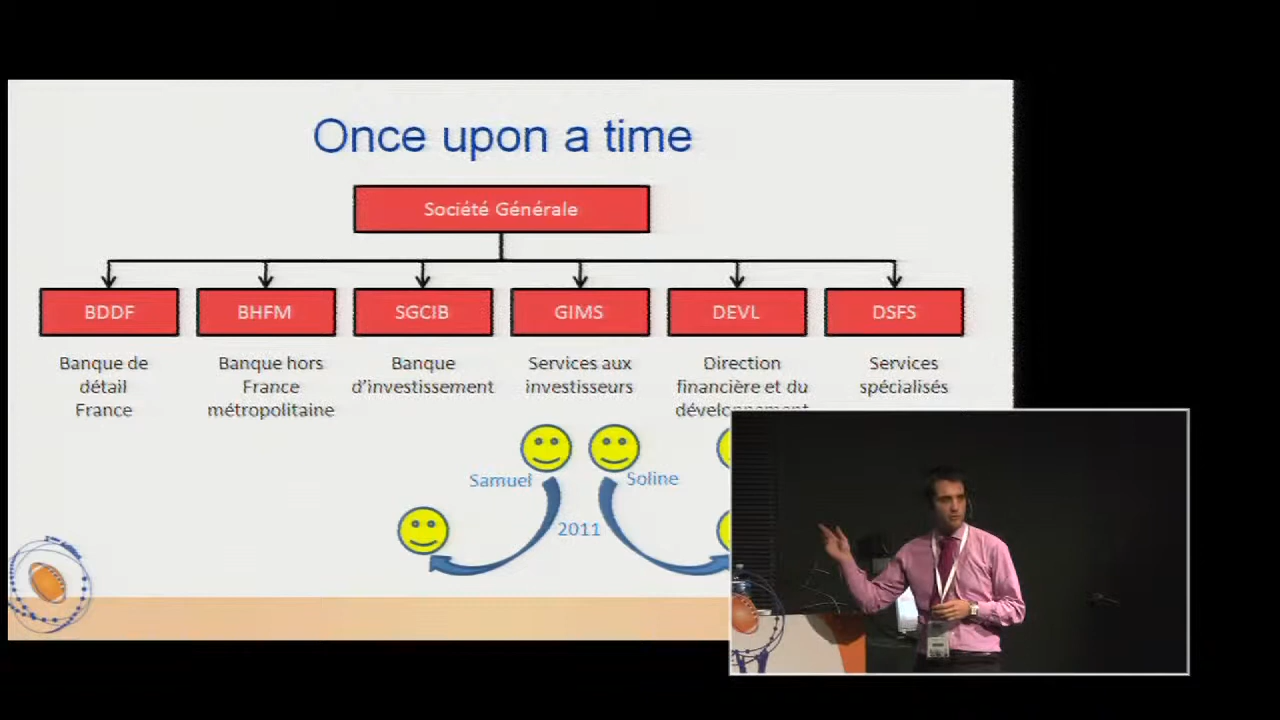 Once upon a time
Société Générale
BDDF
BHFM
SGCIB
GIMS
DEVL
DSFS
Banque de
détail
France
Banque hors
France
métropolitaine
Banque
d'investissement
Services aux
investisseurs
Direction
financière et du
développement
Services
spécialisés
Samuel
Soline
2011